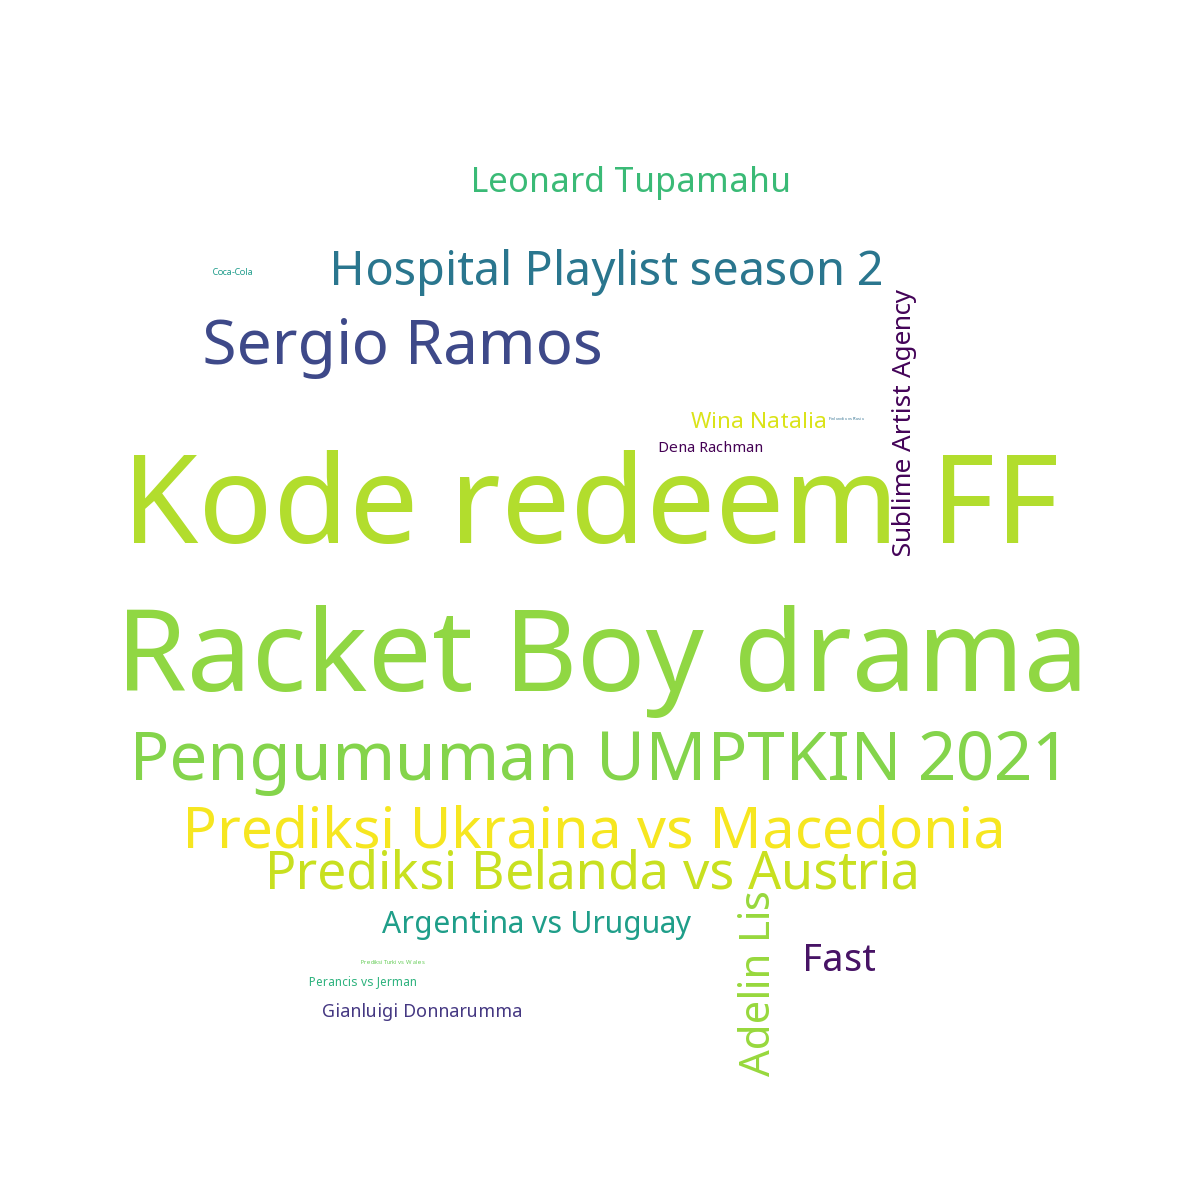 Leonard Tupamahu
Hospital Playlist season 2
Coca-Cola
Sergio Ramos
Sublime Artist Agency
Wina Natalia
Dena Rachman
Kode redeem FF
Racket Boy drama
Pengumuman UMPTKIN 2021
Prediksi Ukraina vs Macedonia
Prediksi Belanda vs Austria
Argentina vs Uruguay
Adelin Lis
Fast
Prediksi Turki vs Wales
Perancis vs Jerman
Gianluigi Donnarumma